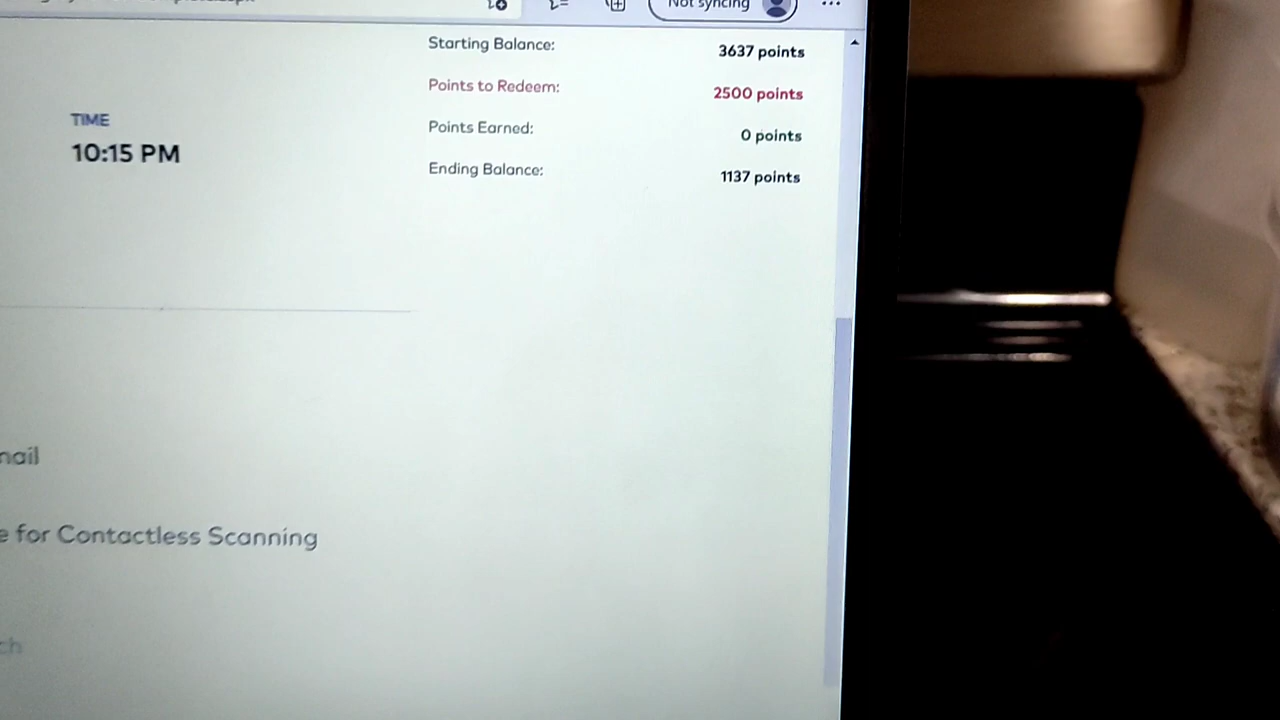 Not syncing
Starting Balance: 3637 points
Points to Redeem: 2500 points
TIME
Points Earned: 0 points
10:15 PM
Ending Balance: 1137 points
for Contactless Scanning